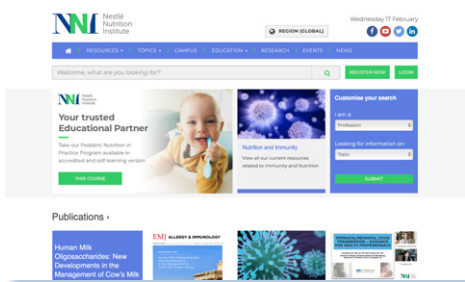 Wednesday 17 February
NNI
Nestlé
Nutrition
Institute
REGION (GLOBAL)
RESOURCES
TOPICS
CAMPUS
EDUCATION
RESEARCH
EVENTS
NEWS
Welcome, what are you looking for?
REGISTER NOW
LOGIN
NNI
Nestlé
Nutrition
Institute
Your trusted
Educational Partner
Take our Pediatric Nutrition in
Practice Program available in
accredited and self-learning version
TAKE COURSE
Nutrition and Immunity
View all our current resources
related to Immunity and Nutrition
Customise your search
I am a:
Profession
Looking for information on:
Topic
SUBMIT
Publications ›
Human Milk
Oligosaccharides: New
Developments in the
Management of Cow's Milk
EMJ ALLERGY & IMMUNOLOGY